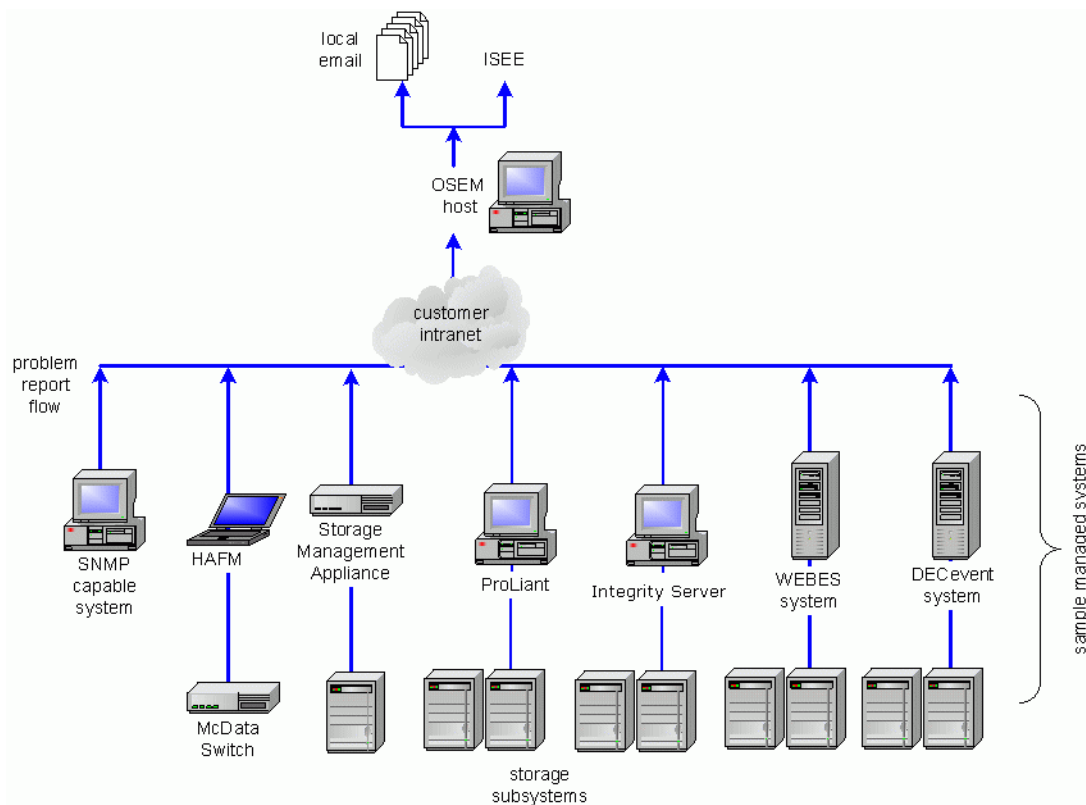 local
email
ISEE
OSEM
host
customer
intranet
problem
report
flow
SNMP
capable
system
HAFM
Storage
Management
Appliance
ProLiant
Integrity Server
WEBES
system
DECevent
system
sample managed systems
McData
Switch
storage
subsystems